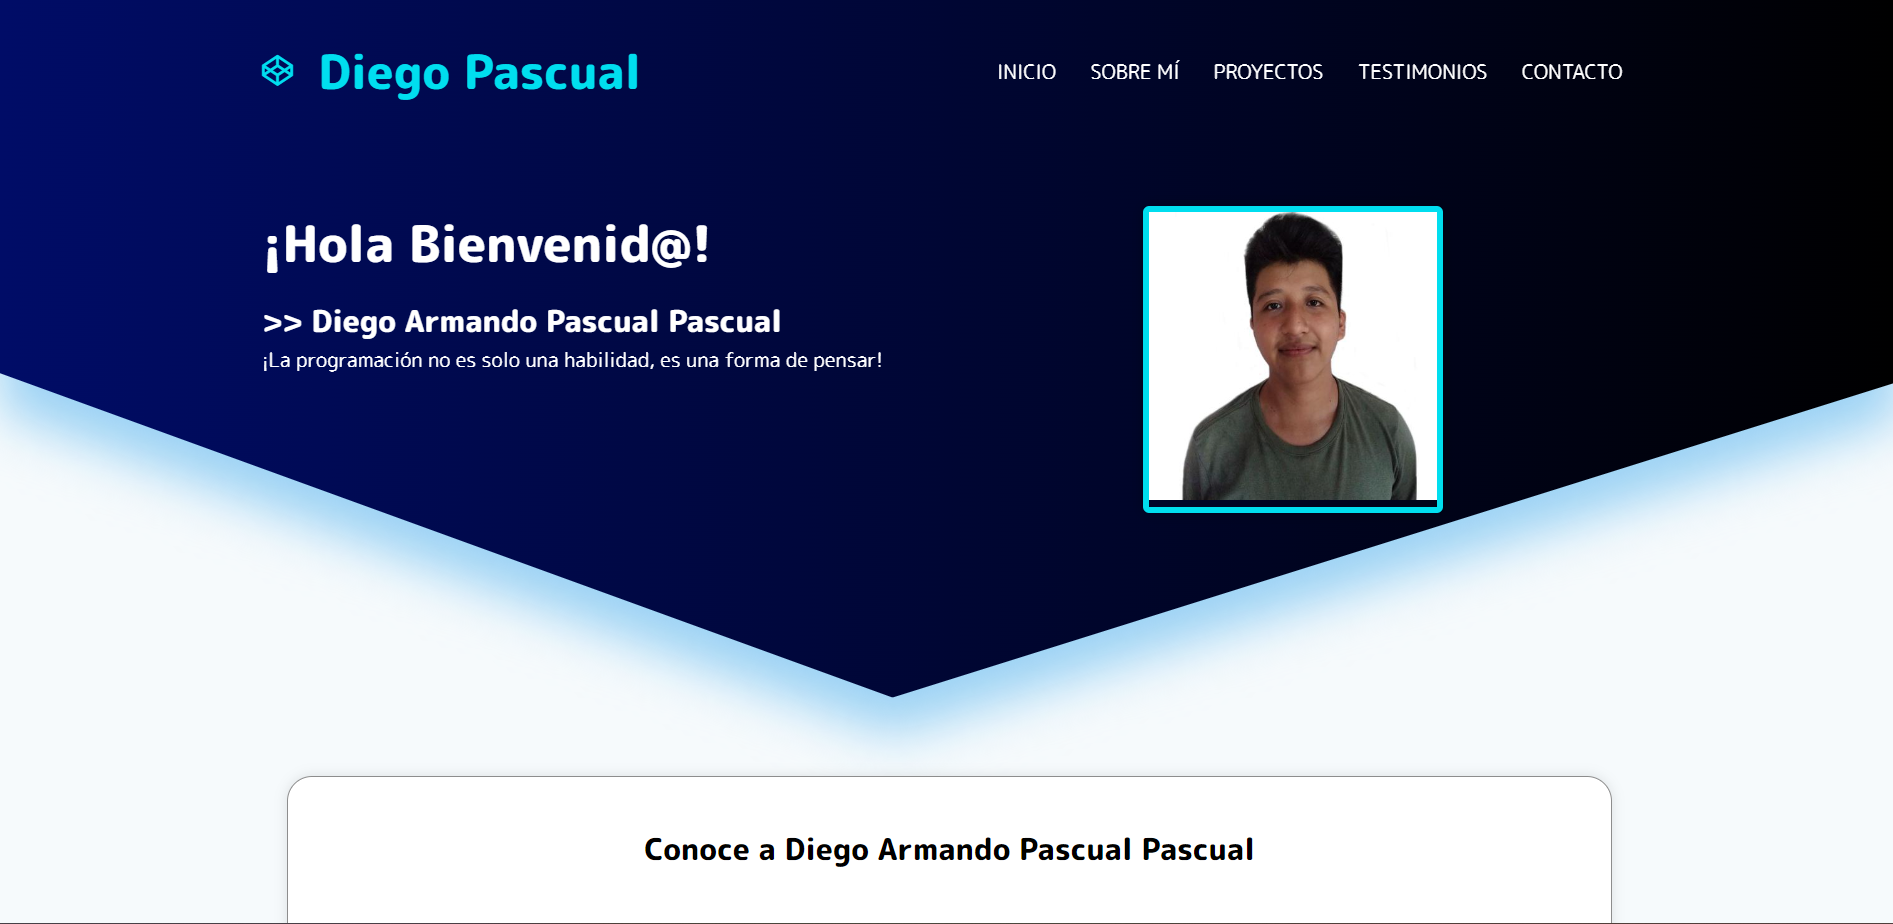 Diego Pascual
INICIO SOBRE MÍ PROYECTOS TESTIMONIOS CONTACTO
¡Hola Bienvenid@!
>> Diego Armando Pascual Pascual
¡La programación no es solo una habilidad, es una forma de pensar!
Conoce a Diego Armando Pascual Pascual